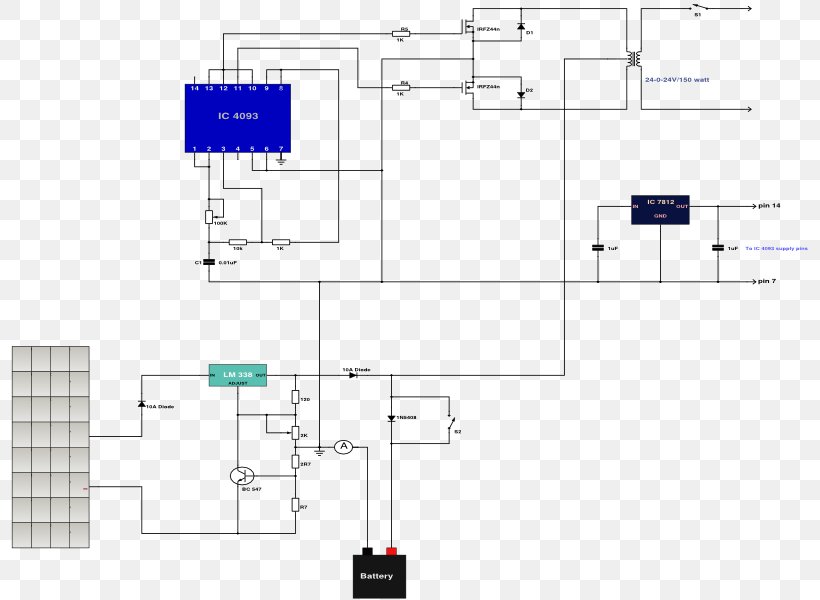 R5
1K
IRFZ44n
D1
S1
24-0-24V/150 watt
R4
1K
IRFZ44n
D2
14 13 12 11 10 9 8
IC 4093
1 2 3 4 5 6 7
100K
10k
1K
C1
0.01uF
IC 7812
IN
OUT
GND
pin 14
1uF
1uF
To IC 4093 supply pins
pin 7
IN
LM 338
OUT
ADJUST
10A Diode
10A Diode
120
2K
1N5408
S2
A
2R7
BC 547
R7
Battery